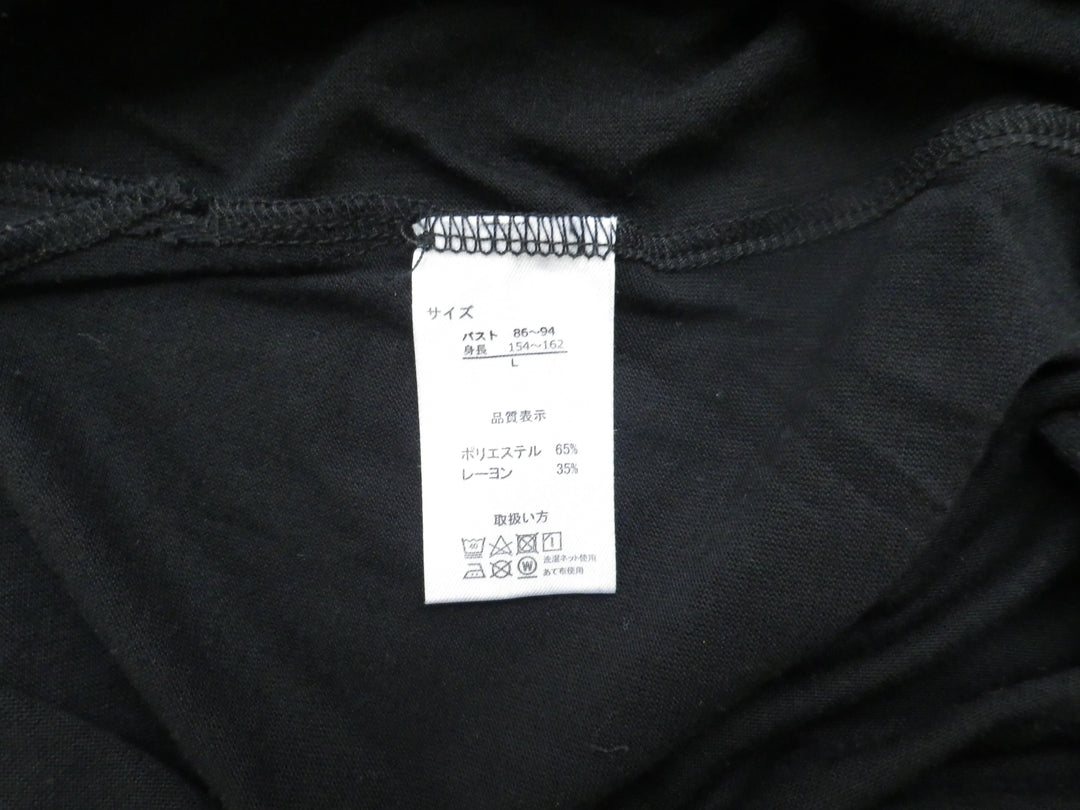 サイズ
バスト 86～94
身長 154～162
L
品質表示
ポリエステル 65%
レーヨン 35%
取扱い方
40
W
洗濯ネット使用
あて布使用